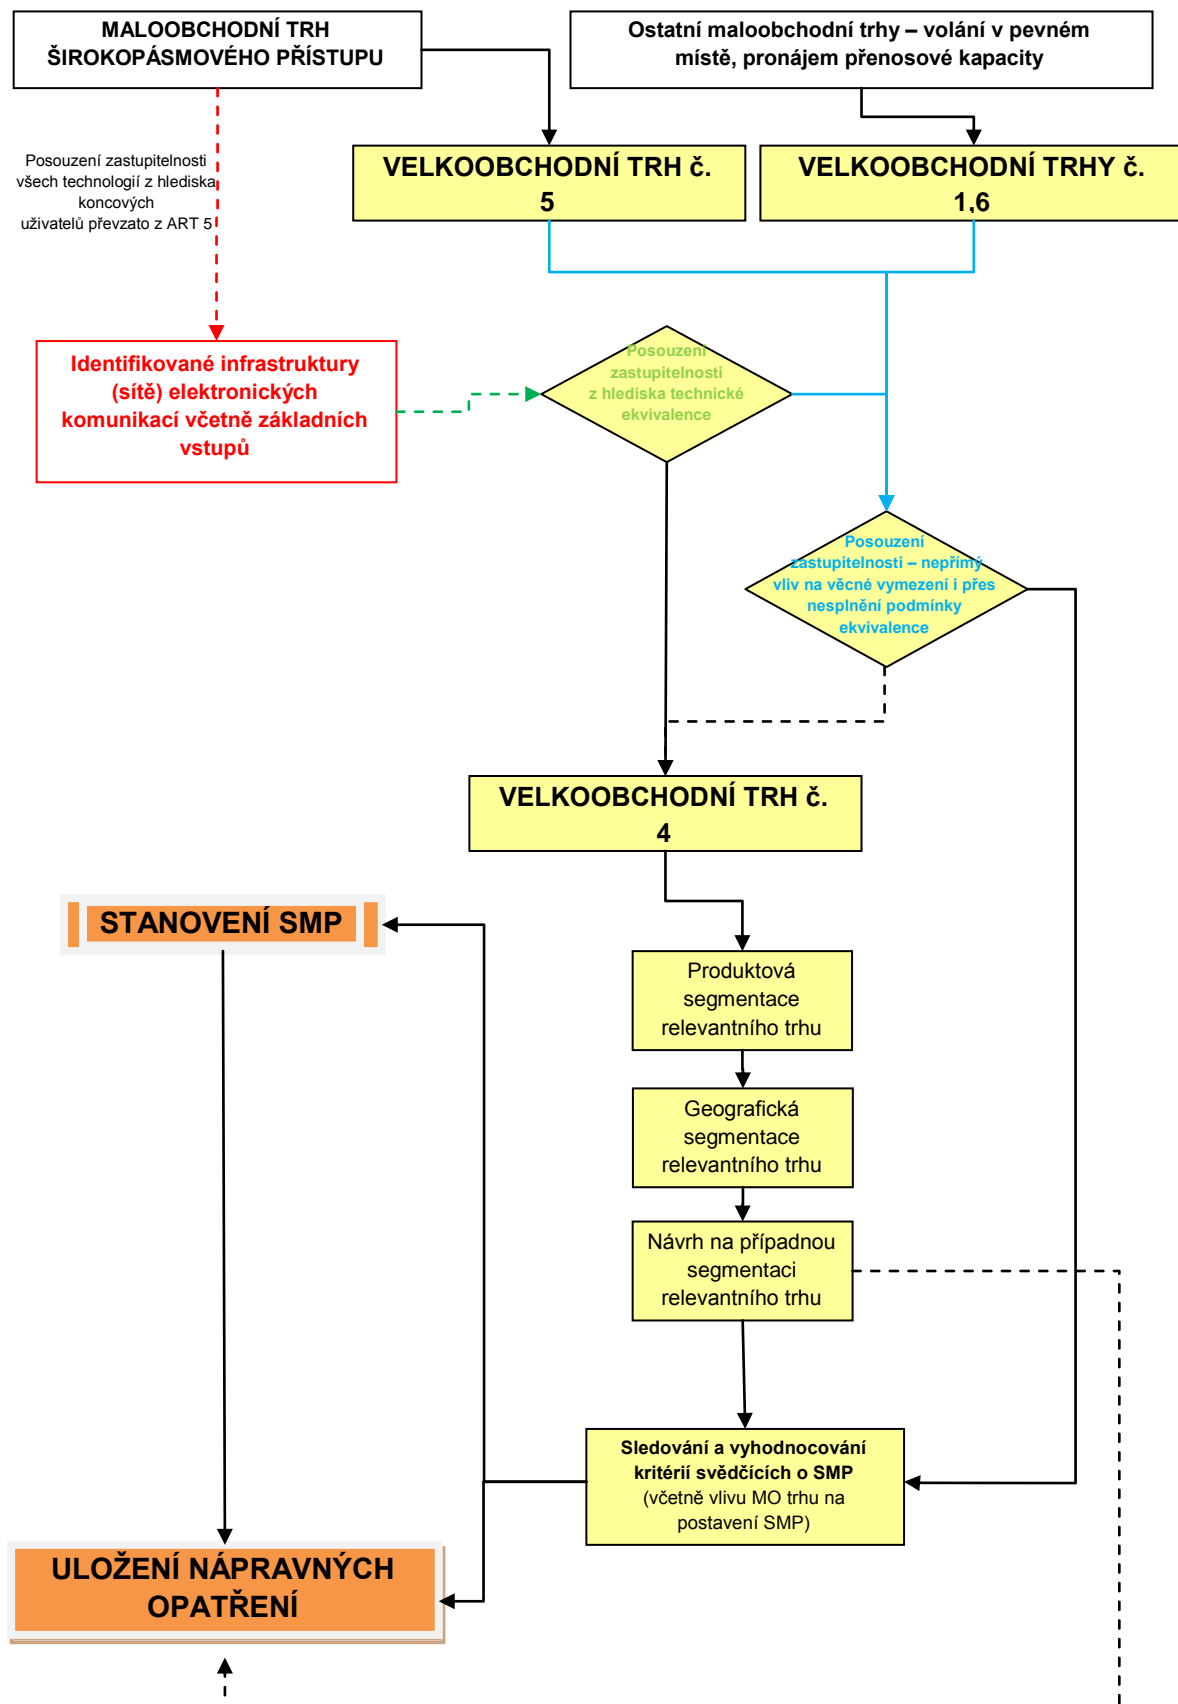 MALOOBCHODNÍ TRH
ŠIROKOPÁSMOVÉHO PŘÍSTUPU
Ostatní maloobchodní trhy – volání v pevném
místě, pronájem přenosové kapacity
Posouzení zastupitelnosti
všech technologií z hlediska
koncových
uživatelů převzato z ART 5
VELKOOBCHODNÍ TRH č.
5
VELKOOBCHODNÍ TRHY č.
1,6
Identifikované infrastruktury
(sítě) elektronických
komunikací včetně základních
vstupů
Posouzení
zastupitelnosti
z hlediska technické
ekvivalence
Posouzení
zastupitelnosti – nepřímý
vliv na věcné vymezení i přes
nesplnění podmínky
ekvivalence
VELKOOBCHODNÍ TRH č.
4
STANOVENÍ SMP
Produktová
segmentace
relevantního trhu
Geografická
segmentace
relevantního trhu
Návrh na případnou
segmentaci
relevantního trhu
Sledování a vyhodnocování
kritérií svědčících o SMP
(včetně vlivu MO trhu na
postavení SMP)
ULOŽENÍ NÁPRAVNÝCH
OPATŘENÍ